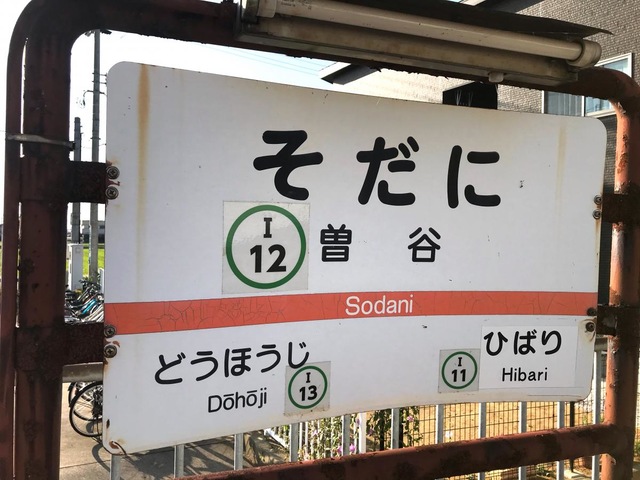 そだに
I
12
曽 谷
Sodani
どうほうじ
Dōhōji
I
13
I
11
ひばり
Hibari